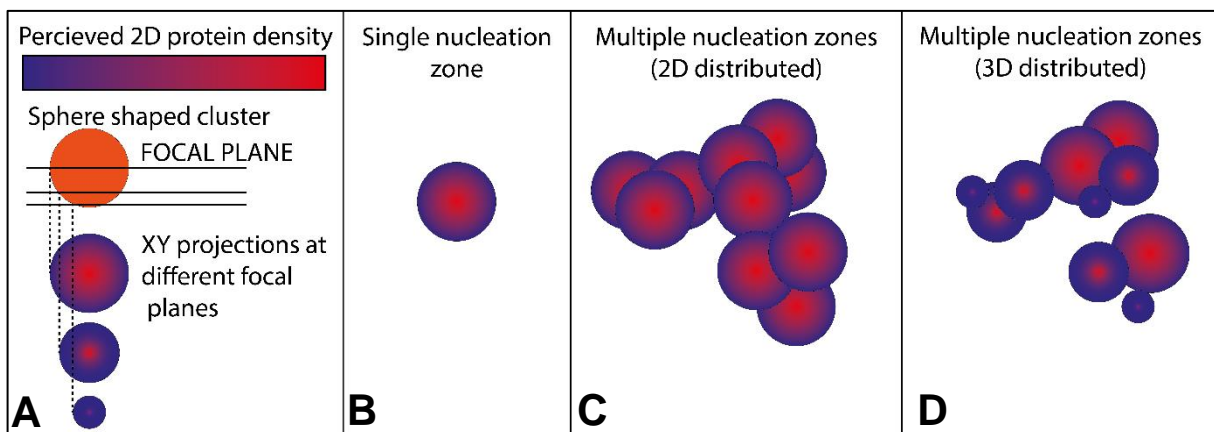 Percieved 2D protein density
Sphere shaped cluster
FOCAL PLANE
XY projections at
different focal
planes
A
Single nucleation
zone
B
Multiple nucleation zones
(2D distributed)
C
Multiple nucleation zones
(3D distributed)
D